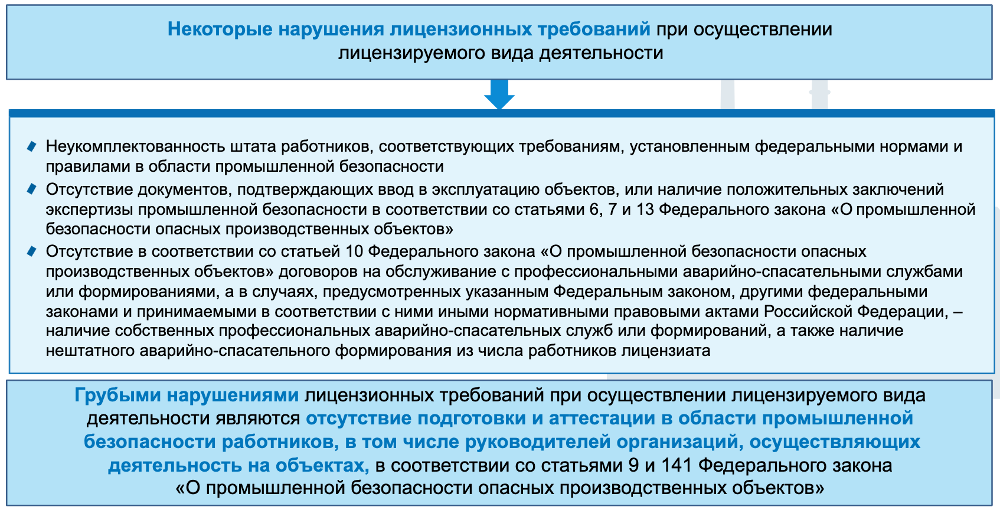 Некоторые нарушения лицензионных требований при осуществлении
лицензируемого вида деятельности
Неукомплектованность штата работников, соответствующих требованиям, установленным федеральными нормами и
правилами в области промышленной безопасности
Отсутствие документов, подтверждающих ввод в эксплуатацию объектов, или наличие положительных заключений
экспертизы промышленной безопасности в соответствии со статьями 6, 7 и 13 Федерального закона «О промышленной
безопасности опасных производственных объектов»
Отсутствие в соответствии со статьей 10 Федерального закона «О промышленной безопасности опасных
производственных объектов» договоров на обслуживание с профессиональными аварийно-спасательными службами
или формированиями, а в случаях, предусмотренных указанным Федеральным законом, другими федеральными
законами и принимаемыми в соответствии с ними иными нормативными правовыми актами Российской Федерации, –
наличие собственных профессиональных аварийно-спасательных служб или формирований, а также наличие
нештатного аварийно-спасательного формирования из числа работников лицензиата
Грубыми нарушениями лицензионных требований при осуществлении лицензируемого вида
деятельности являются отсутствие подготовки и аттестации в области промышленной
безопасности работников, в том числе руководителей организаций, осуществляющих
деятельность на объектах, в соответствии со статьями 9 и 141 Федерального закона
«О промышленной безопасности опасных производственных объектов»